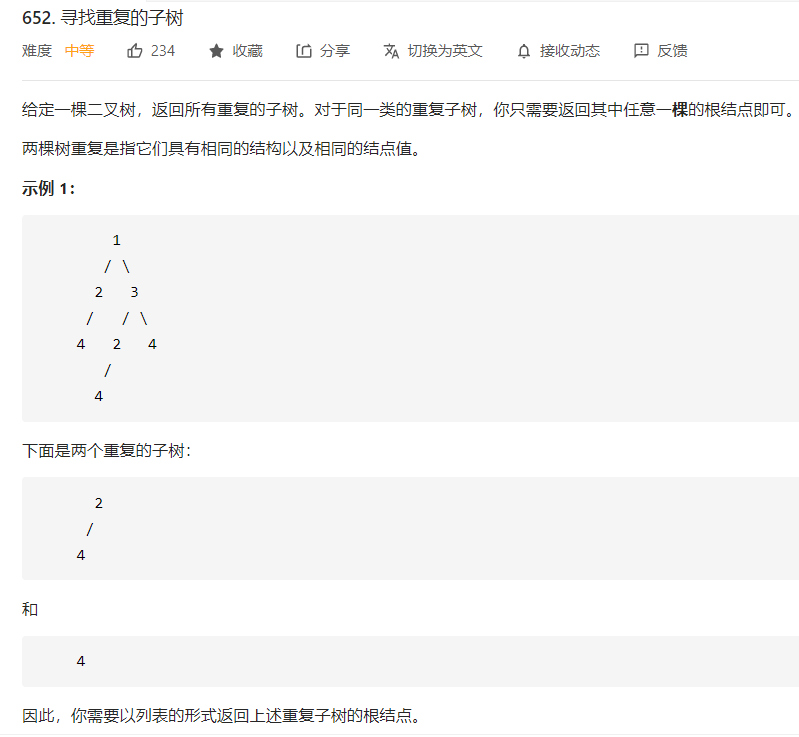 652. 寻找重复的子树
难度 中等 234 收藏 分享 切换为英文 接收动态 反馈
给定一棵二叉树，返回所有重复的子树。对于同一类的重复子树，你只需要返回其中任意一棵的根结点即可。
两棵树重复是指它们具有相同的结构以及相同的结点值。
示例 1：
1
/ \
2 3
/ / \
4 2 4
/
4
下面是两个重复的子树：
2
/
4
和
4
因此，你需要以列表的形式返回上述重复子树的根结点。